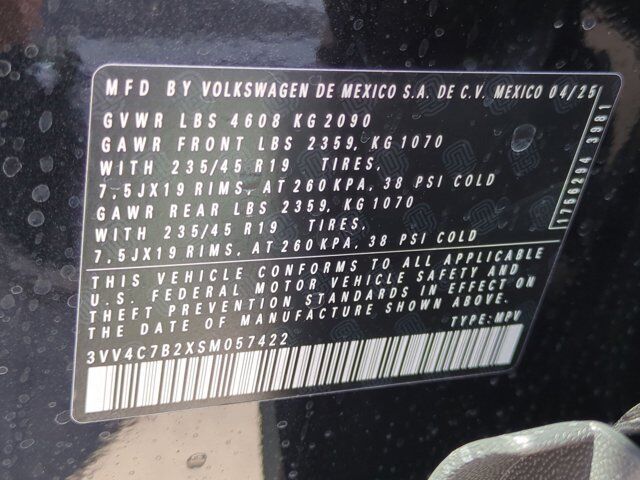 MFD BY VOLKSWAGEN DE MEXICO S.A. DE C.V. MEXICO 04/25
GVWR LBS 4608 KG 2090
GAWR FRONT LBS 2359, KG 1070
WITH 235/45 R19 TIRES,
7,5JX19 RIMS, AT 260 KPA, 38 PSI COLD
GAWR REAR LBS 2359, KG 1070
WITH 235/45 R19 TIRES,
7,5JX19 RIMS, AT 260 KPA, 38 PSI COLD
THIS VEHICLE CONFORMS TO ALL APPLICABLE
U.S. FEDERAL MOTOR VEHICLE SAFETY AND
THEFT PREVENTION STANDARDS IN EFFECT ON
THE DATE OF MANUFACTURE SHOWN ABOVE.
3VV4C7B2XSM057422 TYPE: MPV
1756294 3981